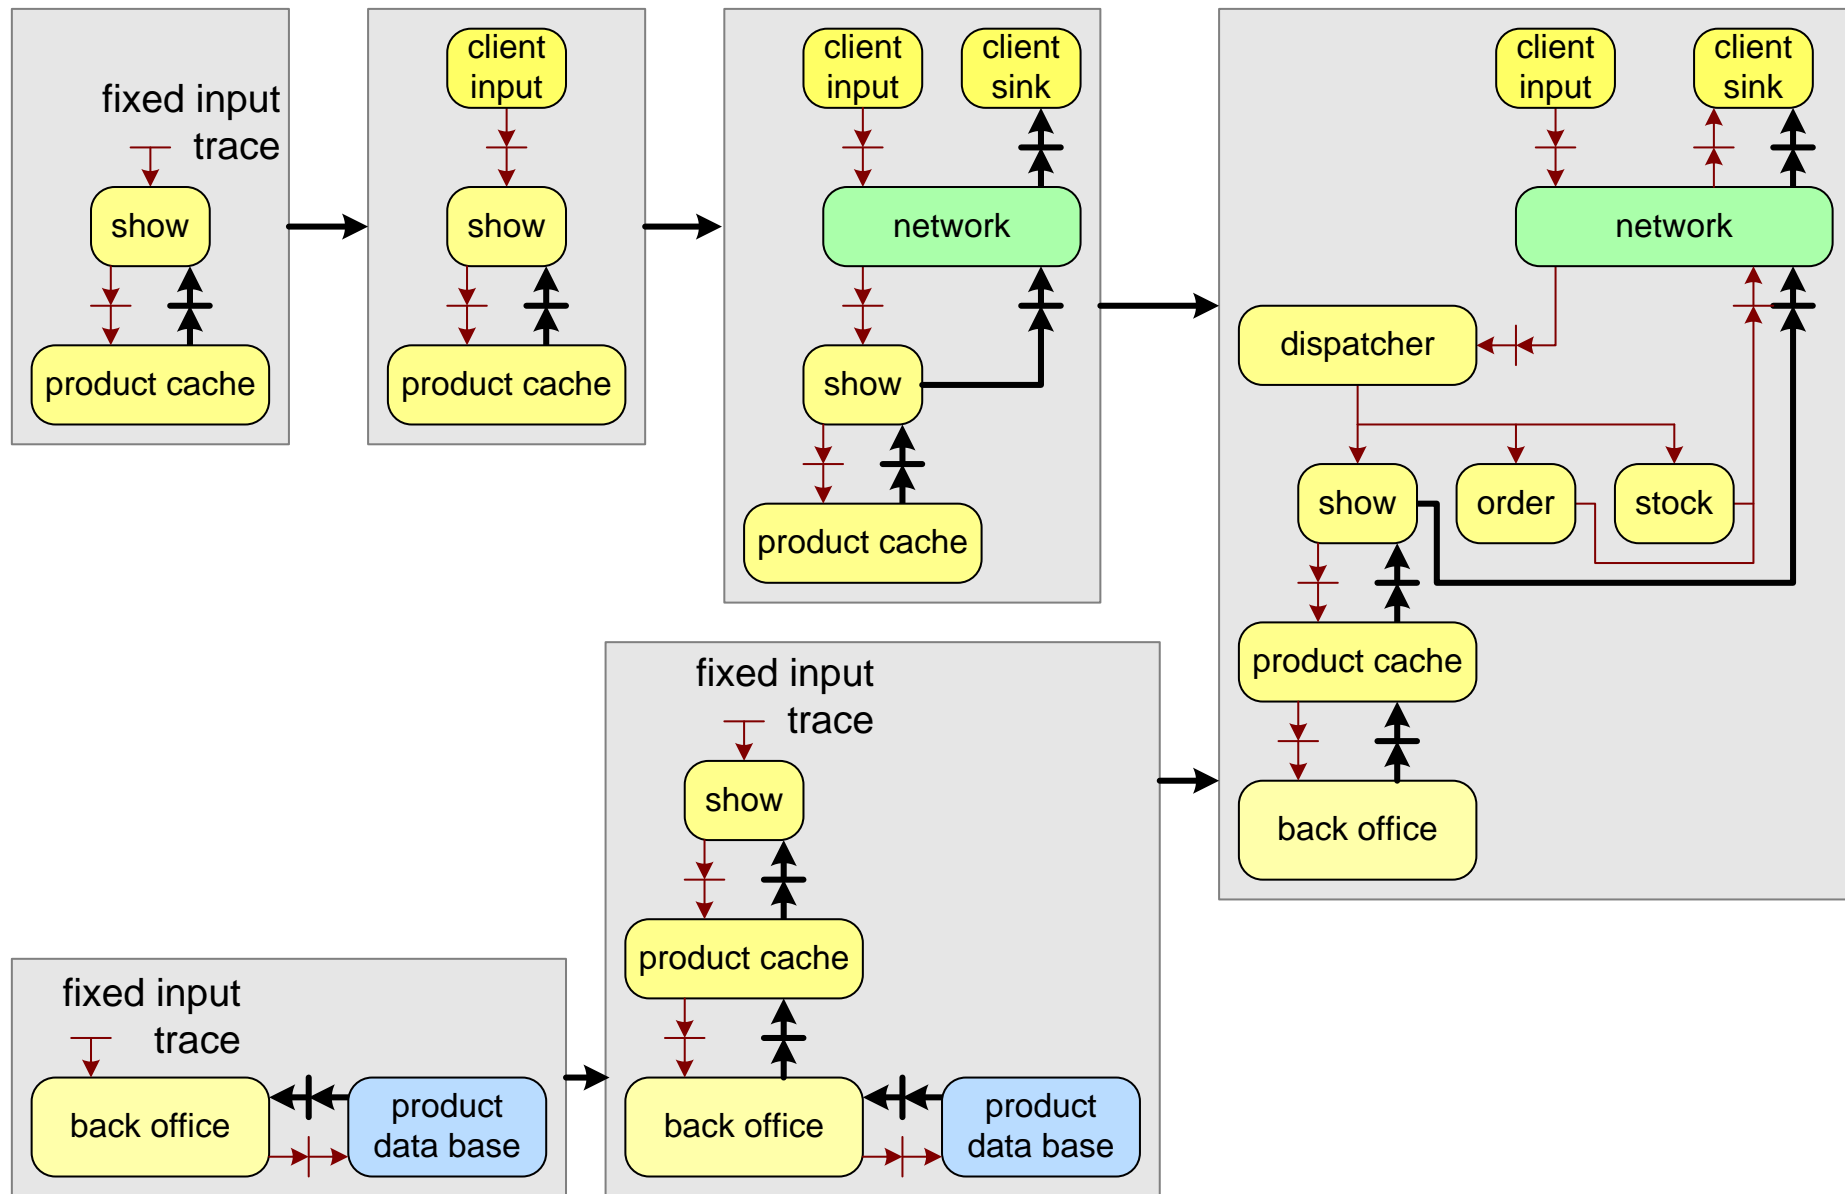 fixed input
trace
show
product cache
client
input
show
product cache
client
input
client
sink
network
show
product cache
client
input
client
sink
network
dispatcher
show
order
stock
product cache
back office
fixed input
trace
show
product cache
back office
product
data base
fixed input
trace
back office
product
data base